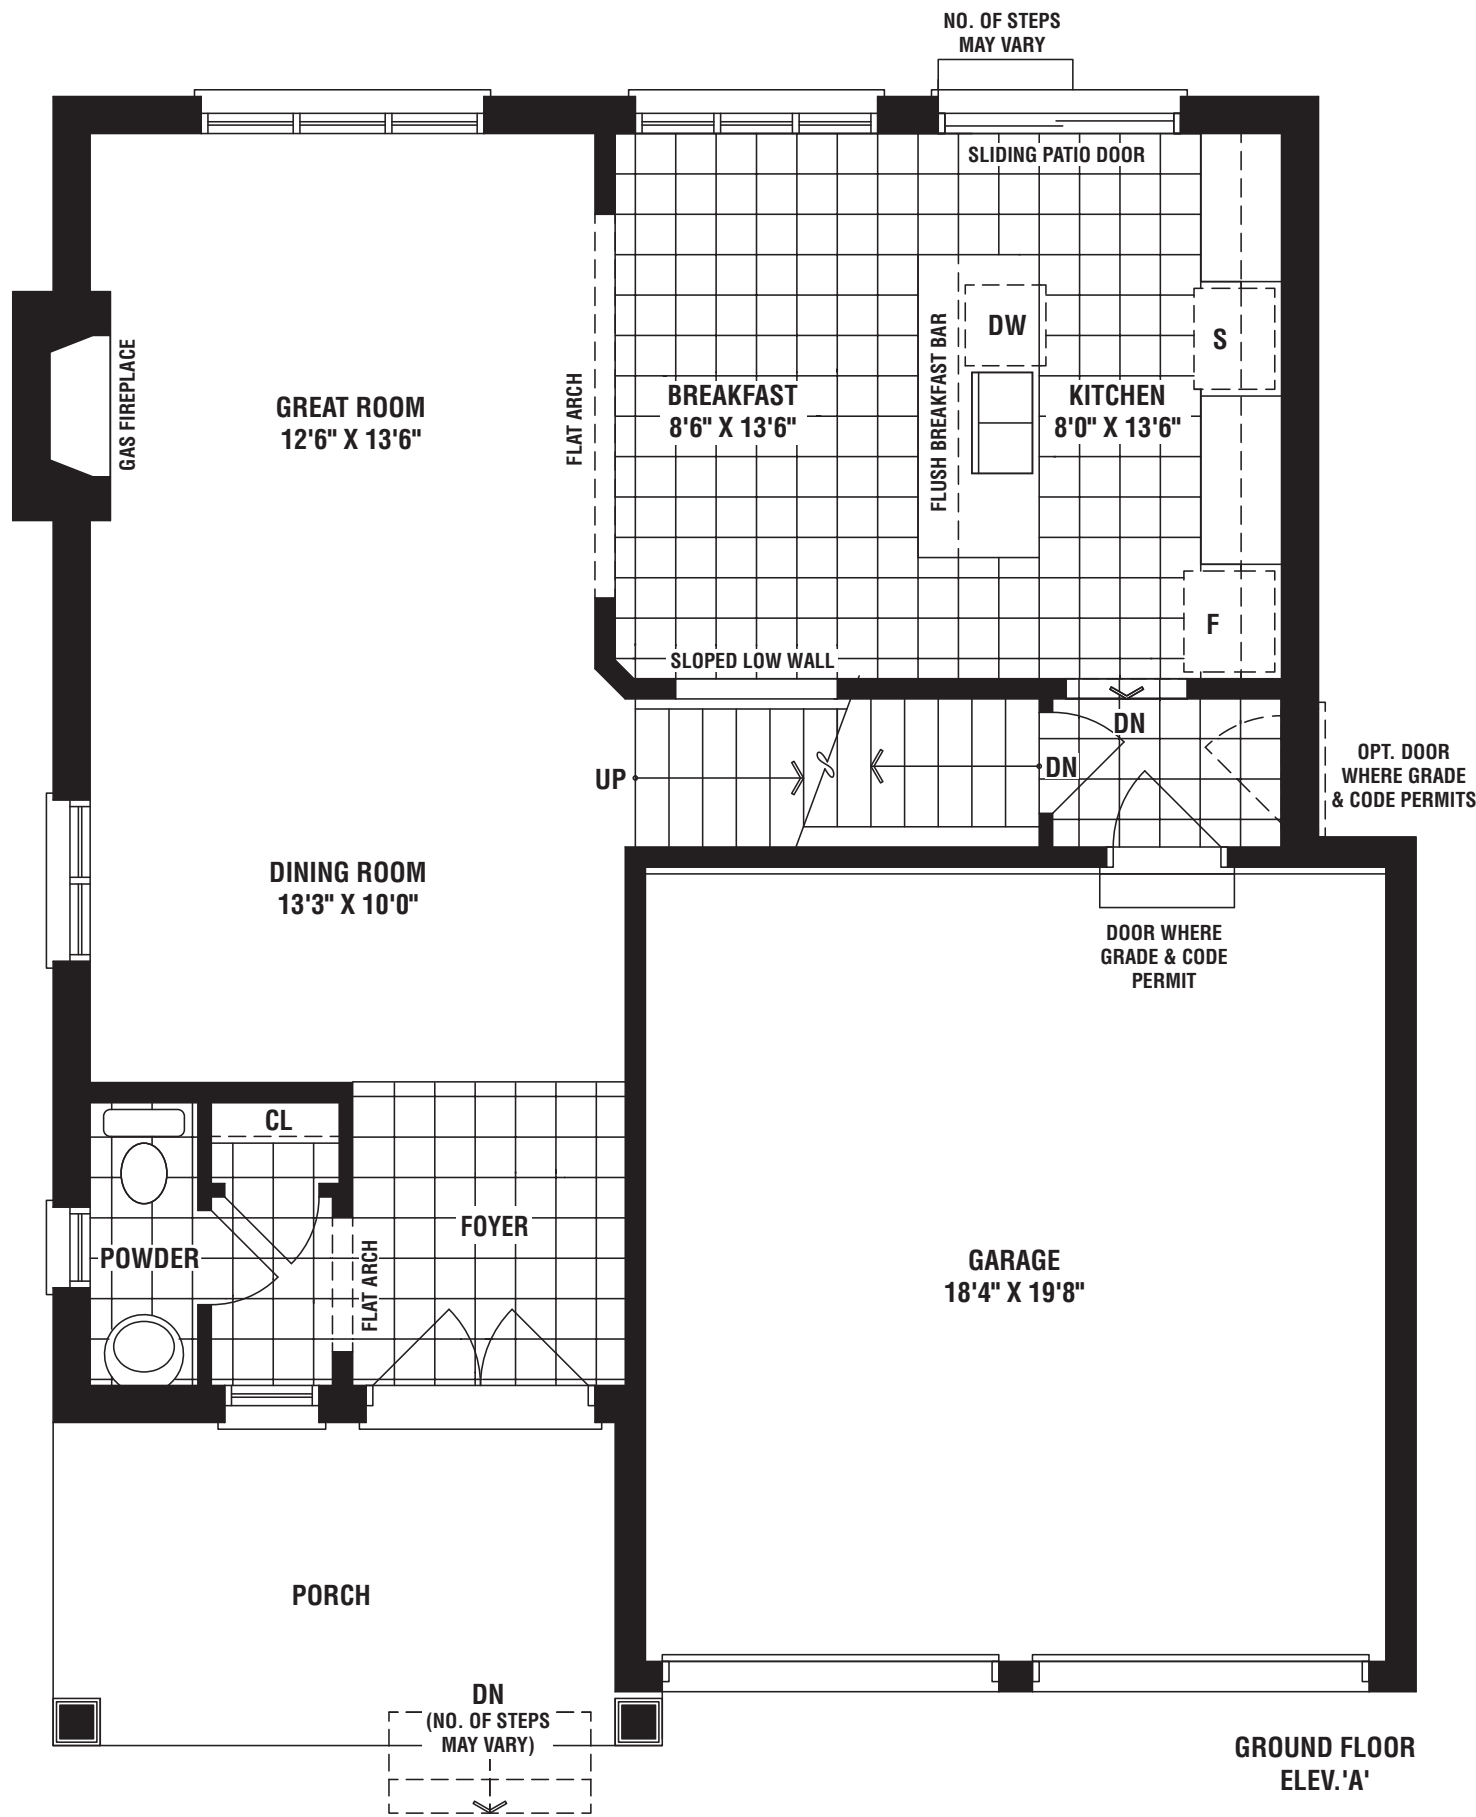 NO. OF STEPS
MAY VARY
SLIDING PATIO DOOR
GAS FIREPLACE
GREAT ROOM
12'6" X 13'6"
FLAT ARCH
BREAKFAST
8'6" X 13'6"
FLUSH BREAKFAST BAR
DW
KITCHEN
8'0" X 13'6"
S
F
SLOPED LOW WALL
DN
UP
DN
OPT. DOOR
WHERE GRADE
& CODE PERMITS
DINING ROOM
13'3" X 10'0"
DOOR WHERE
GRADE & CODE
PERMIT
CL
POWDER
FLAT ARCH
FOYER
GARAGE
18'4" X 19'8"
PORCH
DN
(NO. OF STEPS
MAY VARY)
GROUND FLOOR
ELEV.'A'